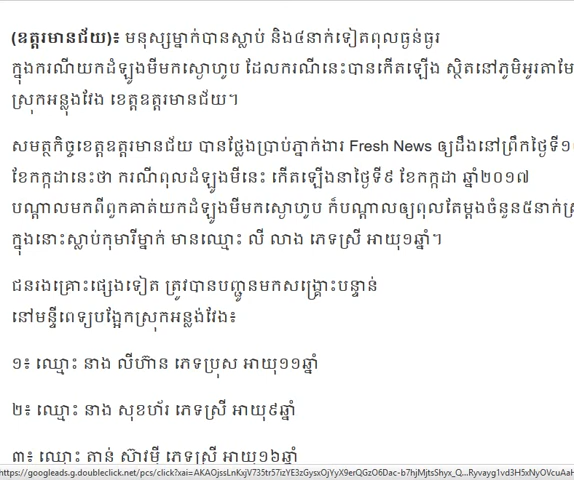 (ឧត្តរមានជ័យ)៖ មនុស្សម្នាក់បានស្លាប់ និង៤នាក់ទៀតពុលធ្ងន់ធ្ងរ
ក្នុងករណីយកដំឡូងមីមកស្ងោហូប ដែលករណីនេះបានកើតឡើង ស្ថិតនៅភូមិអូរតាមែ
ស្រុកអន្លុងវែង ខេត្តឧត្តរមានជ័យ។
សមត្ថកិច្ចខេត្តឧត្តរមានជ័យ បានថ្លែងប្រាប់ភ្នាក់ងារ Fresh News ឲ្យដឹងនៅព្រឹកថ្ងៃទី១០
ខែកក្កដានេះថា ករណីពុលដំឡូងមីនេះ កើតឡើងនាថ្ងៃទី៩ ខែកក្កដា ឆ្នាំ២០១៧
បណ្តាលមកពីពួកគាត់យកដំឡូងមីមកស្ងោហូប ក៏បណ្តាលឲ្យពុលតែម្តងចំនួន៥នាក់
ក្នុងនោះស្លាប់កុមារីម្នាក់ មានឈ្មោះ លី លាង ភេទស្រី អាយុ១ឆ្នាំ។
ជនរងគ្រោះផ្សេងទៀត ត្រូវបានបញ្ជូនមកសង្គ្រោះបន្ទាន់
នៅមន្ទីពេទ្យបង្អែកស្រុកអន្លង់វែង៖
១៖ ឈ្មោះ នាង លីហ៊ាន ភេទប្រុស អាយុ១១ឆ្នាំ
២៖ ឈ្មោះ នាង សុខហ័រ ភេទស្រី អាយុ៩ឆ្នាំ
៣៖ ឈ្មោះ តាន់ ស៊ាវម្មី ភេទស្រី អាយុ១៦ឆ្នាំ
https://googleads.g.doubleclick.net/pcs/click?xai=AKAOjssLnKxjV735tr57izYE3zGysxOjYyX9erQGzO6Dac-b7hjMjtsShyx_Q...Ryvayg1vd3H5xNyOVcuAaH